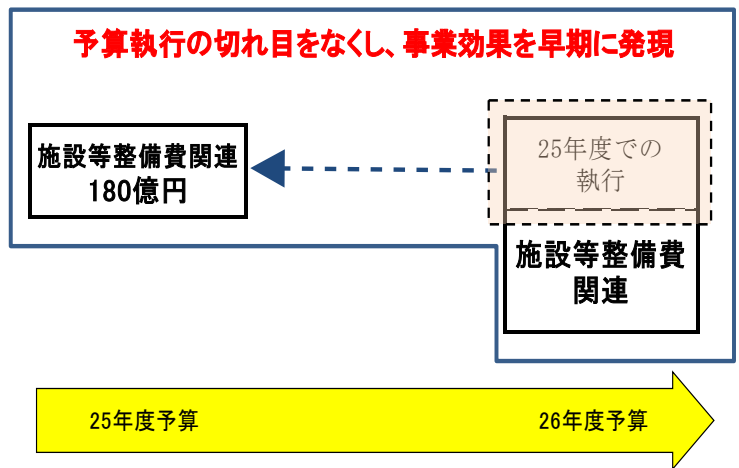 予算執行の切れ目をなくし、事業効果を早期に発現
施設等整備費関連
180億円
25年度での
執行
施設等整備費
関連
25年度予算
26年度予算